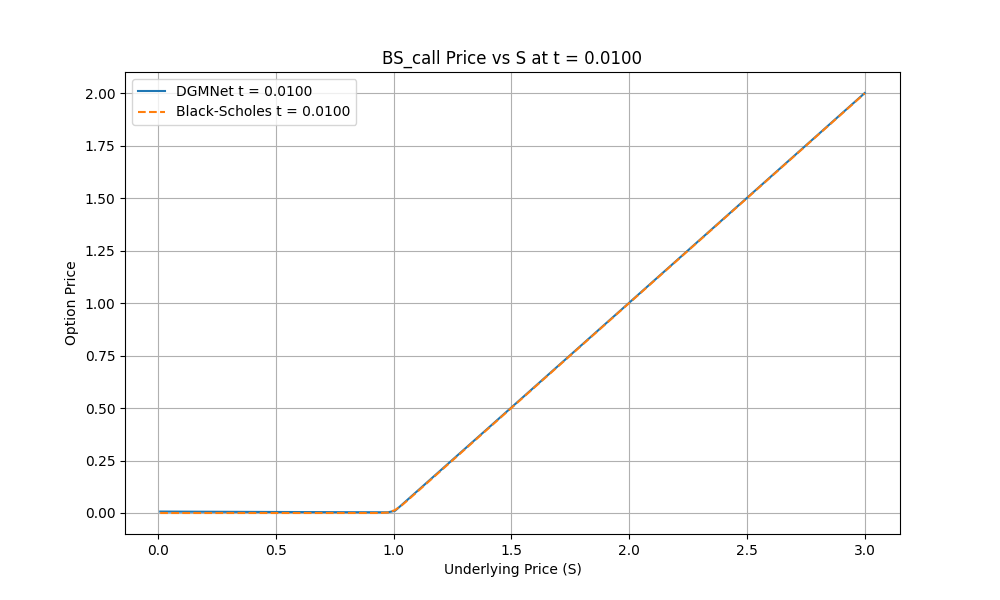 BS_call Price vs S at t = 0.0100
DGMNet t = 0.0100
Black-Scholes t = 0.0100
Option Price
2.00
1.75
1.50
1.25
1.00
0.75
0.50
0.25
0.00
0.0 0.5 1.0 1.5 2.0 2.5 3.0
Underlying Price (S)